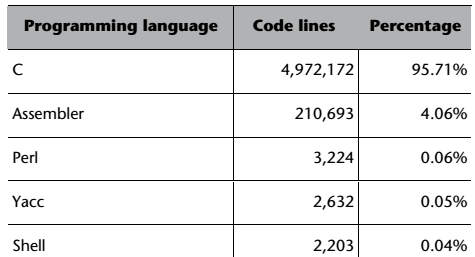 Programming language Code lines Percentage
C 4,972,172 95.71%
Assembler 210,693 4.06%
Perl 3,224 0.06%
Yacc 2,632 0.05%
Shell 2,203 0.04%